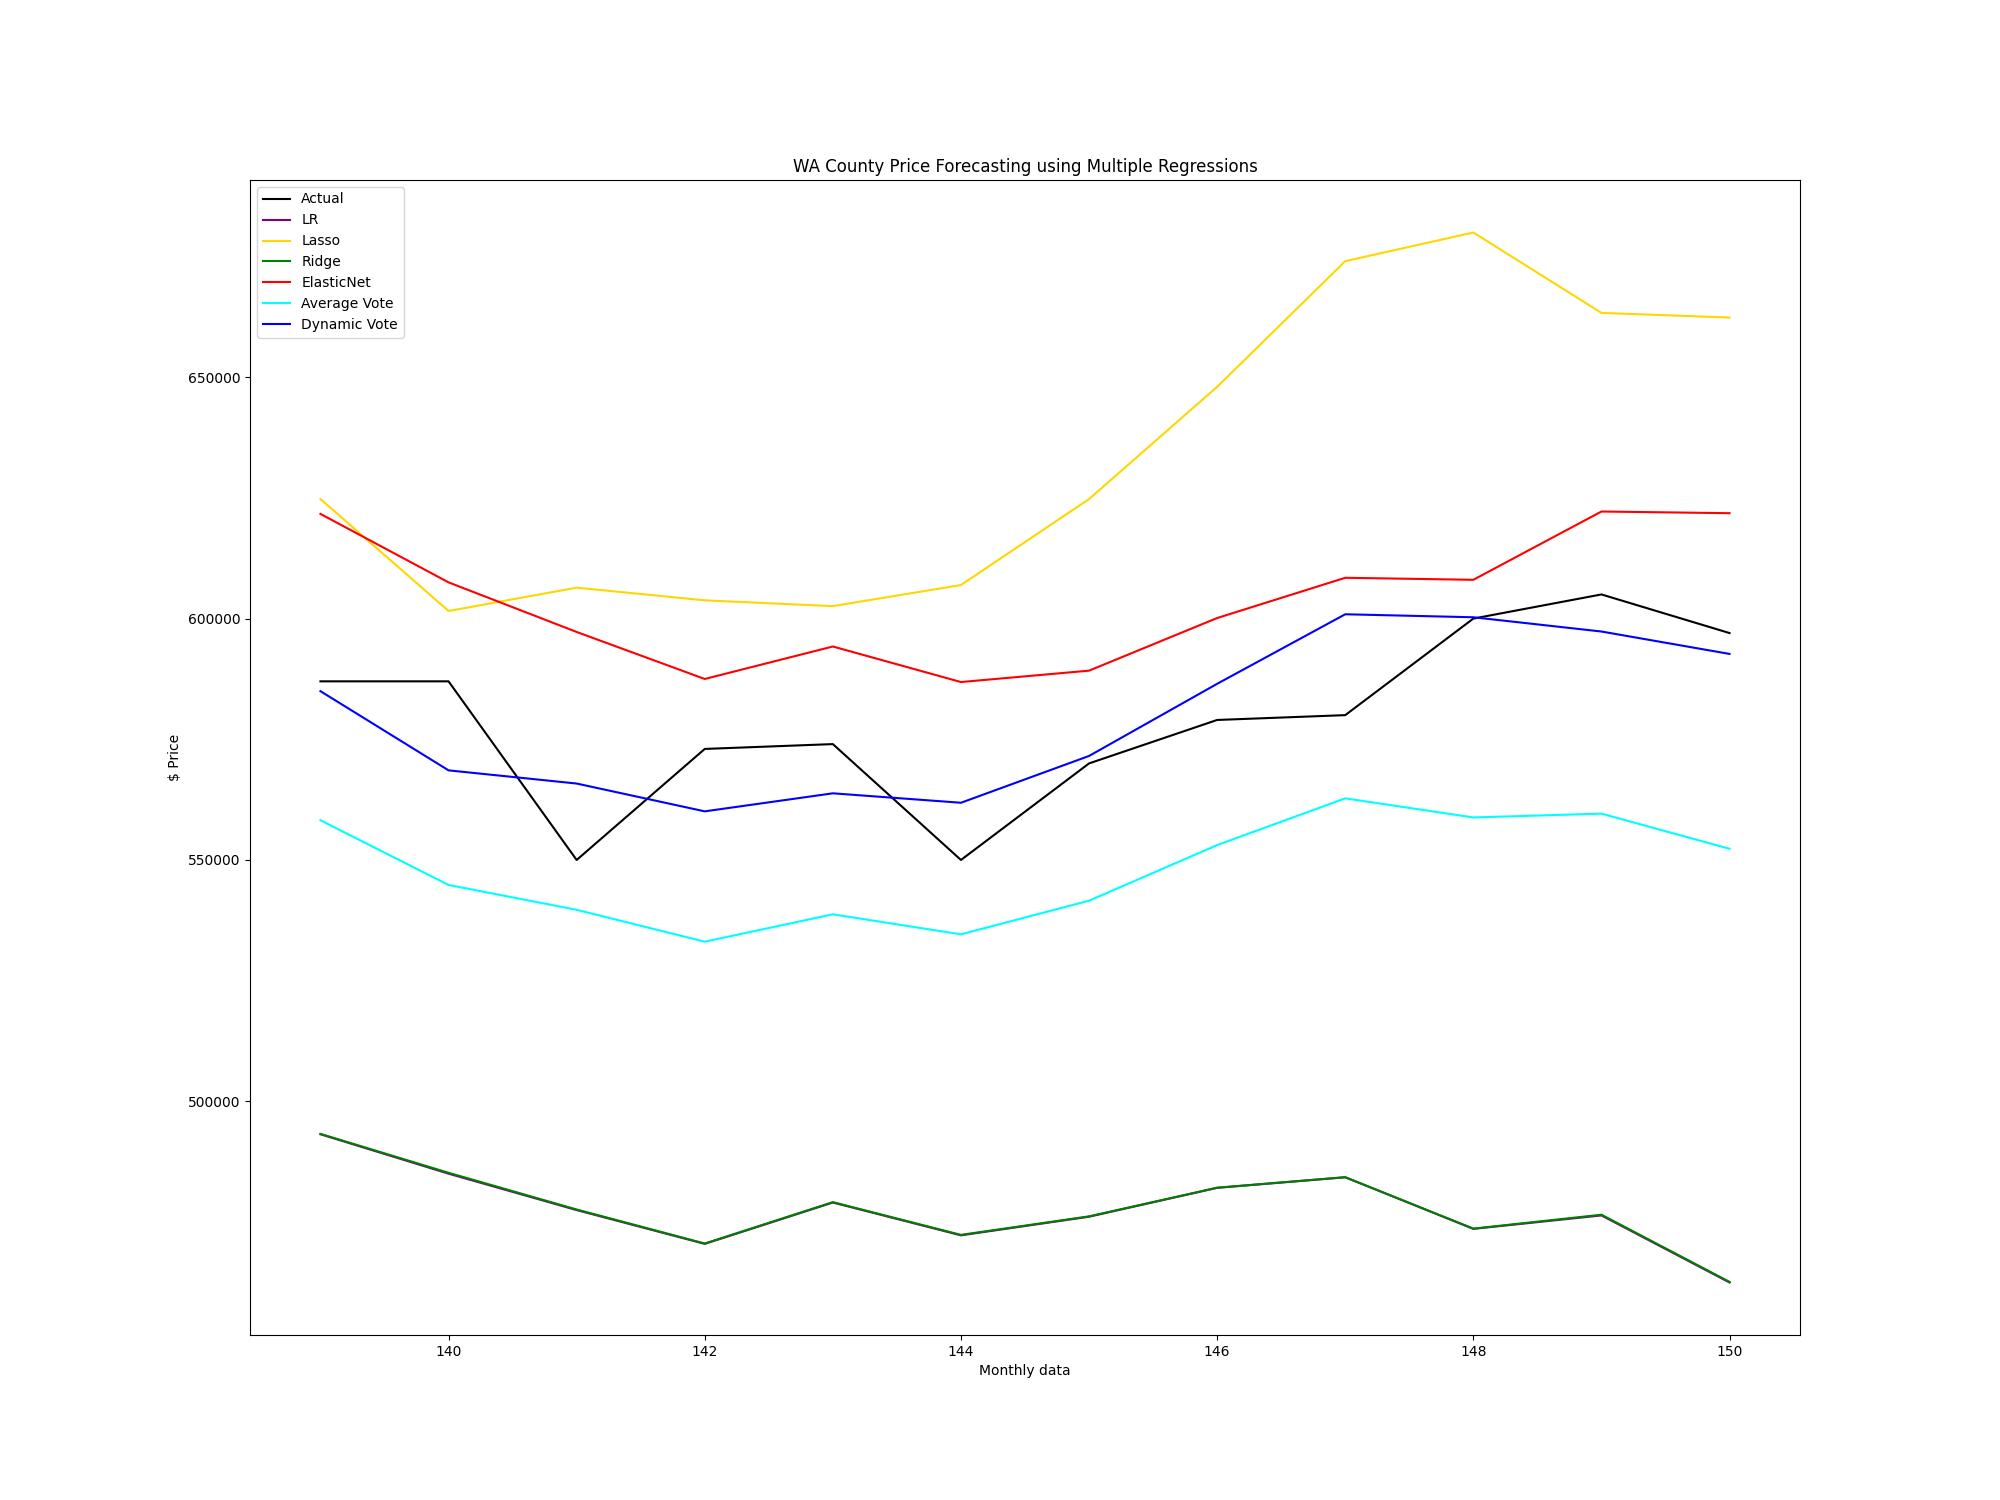 WA County Price Forecasting using Multiple Regressions
Actual
LR
Lasso
Ridge
ElasticNet
Average Vote
Dynamic Vote
650000
600000
550000
500000
$ Price
140 142 144 146 148 150
Monthly data